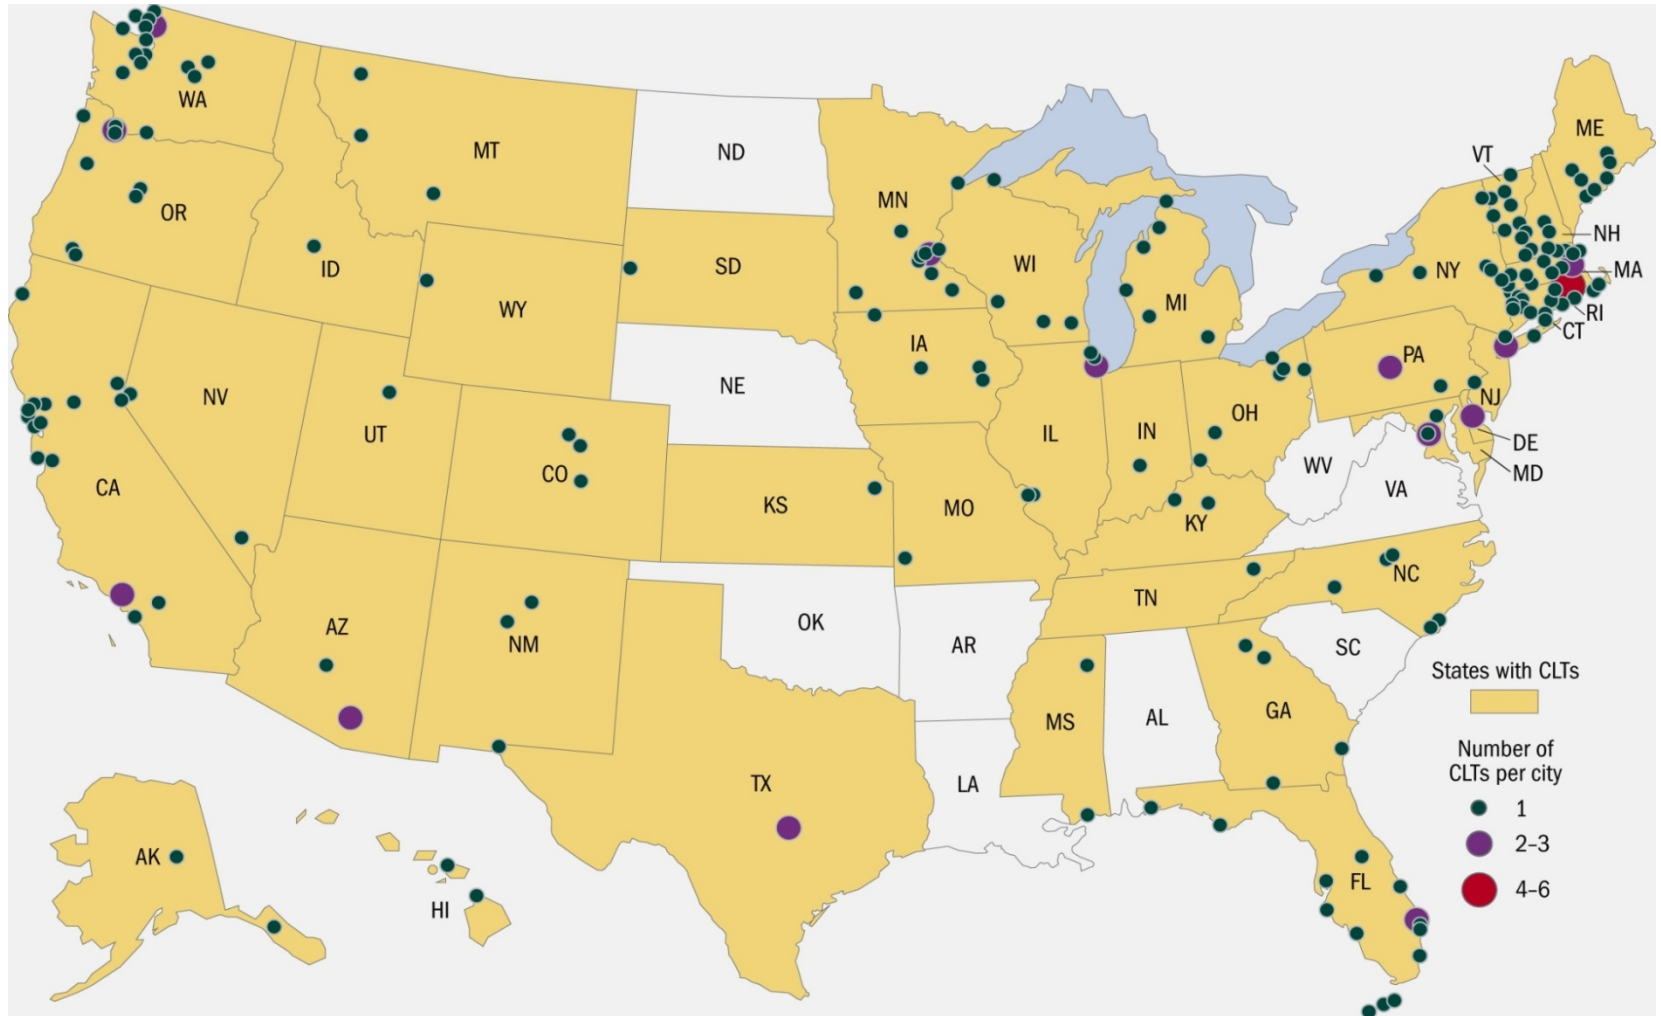 WA
MT
ND
MN
VT
ME
OR
ID
SD
WI
NH
WY
MI
NY
MA
RI
CT
IA
PA
NV
NE
NJ
UT
IL
IN
OH
DE
CO
WV
MD
CA
KS
MO
VA
KY
NC
TN
AZ
NM
OK
AR
SC
States with CLTs
MS
AL
GA
Number of
CLTs per city
TX
LA
1
2–3
4–6
AK
FL
HI